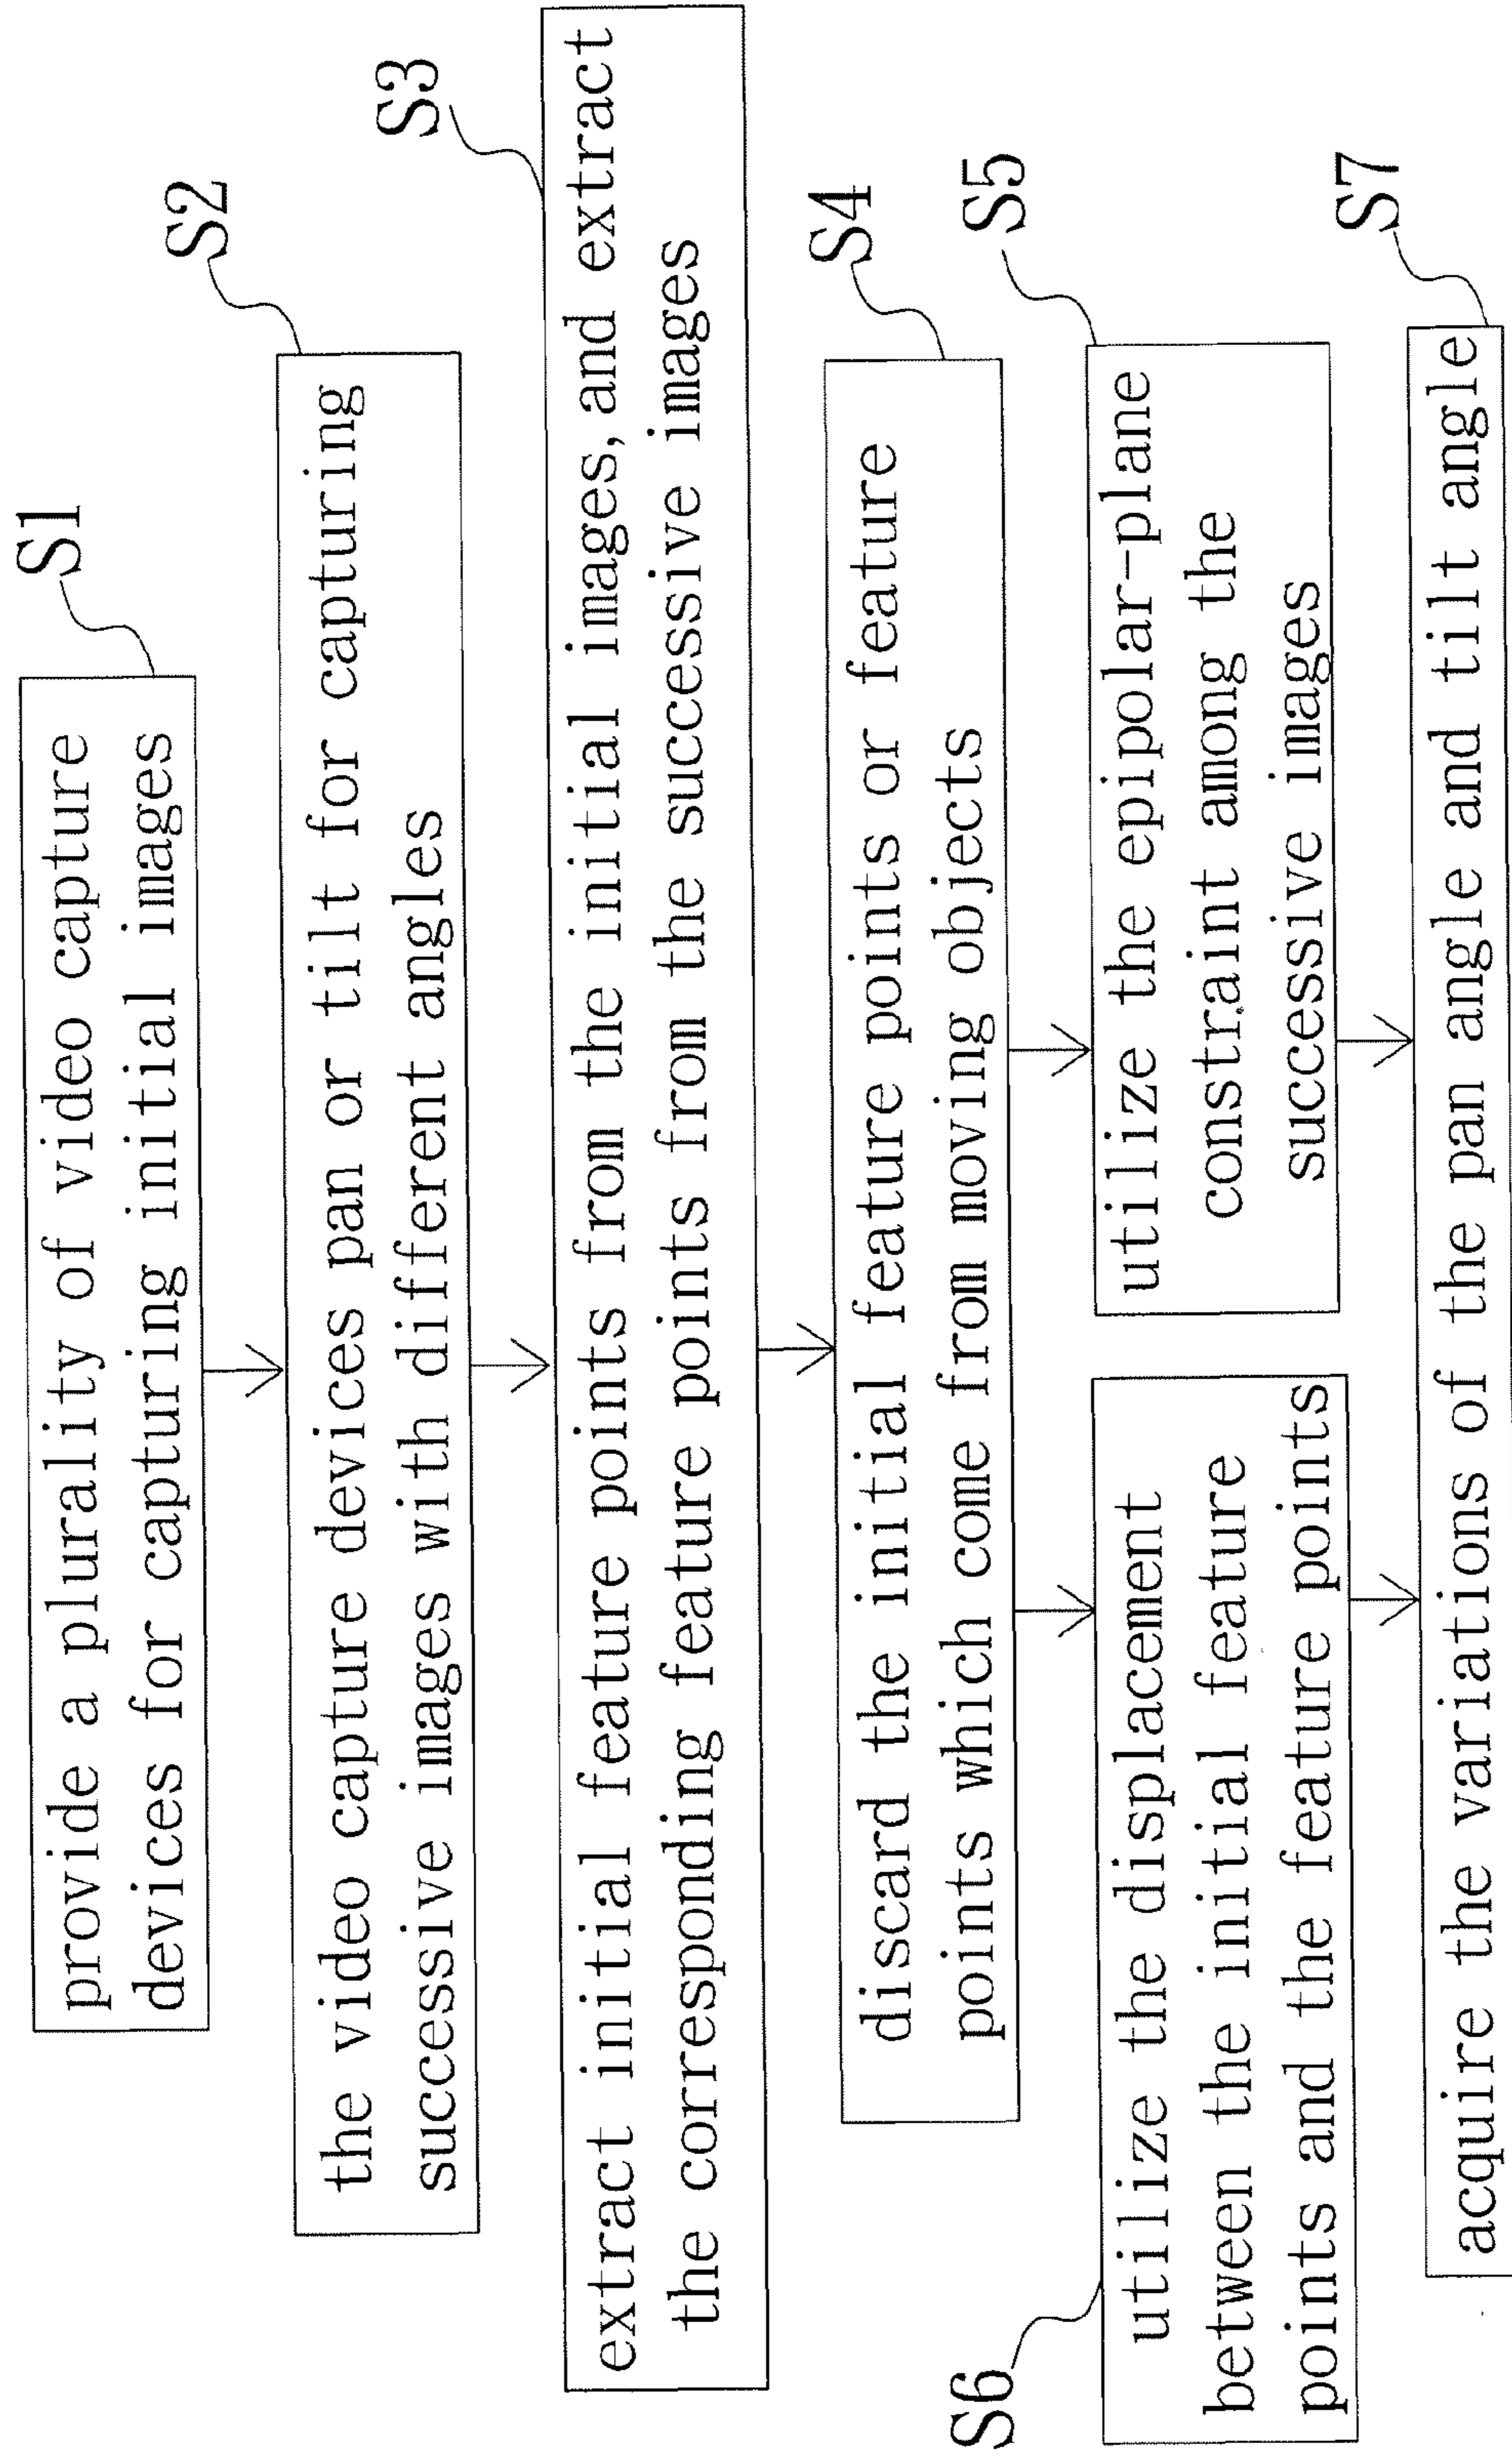 S1
provide a plurality of video capture
devices for capturing initial images
S2
the video capture devices pan or tilt for capturing
successive images with different angles
S3
extract initial feature points from the initial images, and extract
the corresponding feature points from the successive images
S4
discard the initial feature points or feature
points which come from moving objects
S6
utilize the displacement
between the initial feature
points and the feature points
S5
utilize the epipolar-plane
constraint among the
successive images
S7
acquire the variations of the pan angle and tilt angle